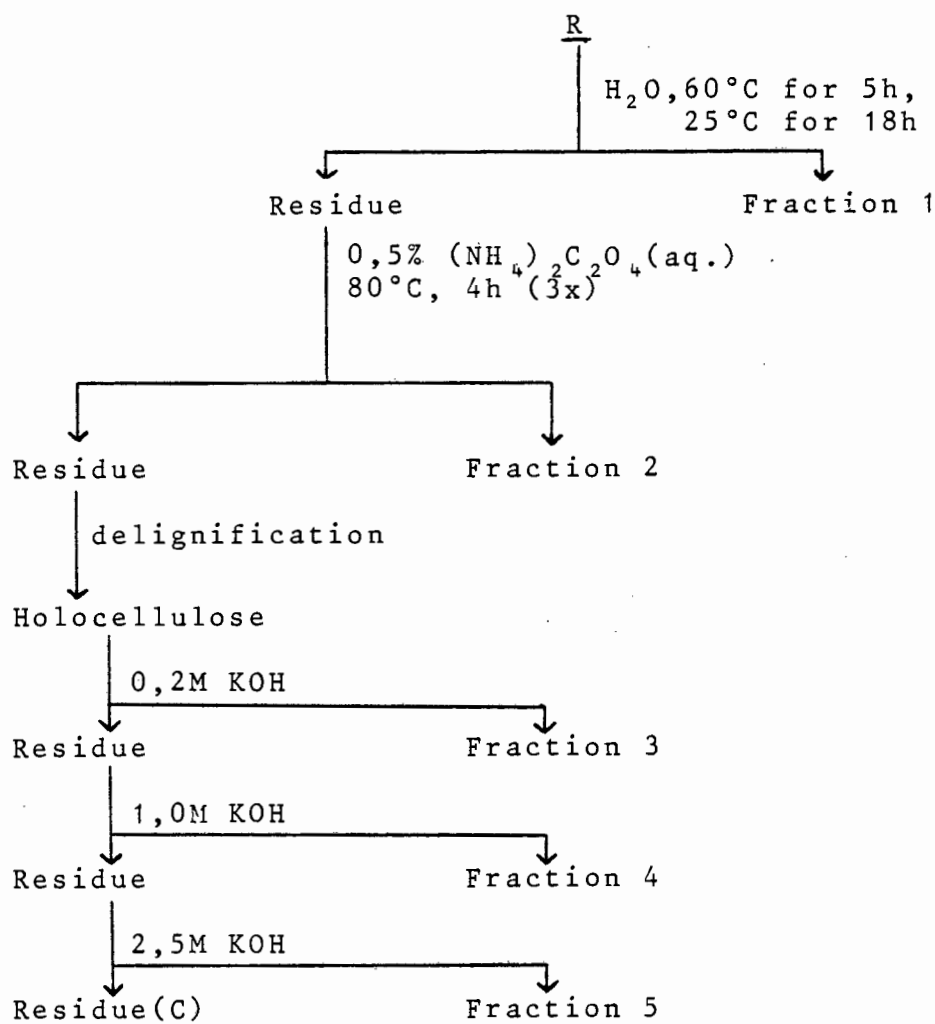 R
H₂O,60°C for 5h,
25°C for 18h
Residue
Fraction 1
0,5% (NH₄)₂C₂O₄(aq.)
80°C, 4h (3x)
Residue
Fraction 2
delignification
Holocellulose
0,2M KOH
Residue
Fraction 3
1,0M KOH
Residue
Fraction 4
2,5M KOH
Residue(C)
Fraction 5